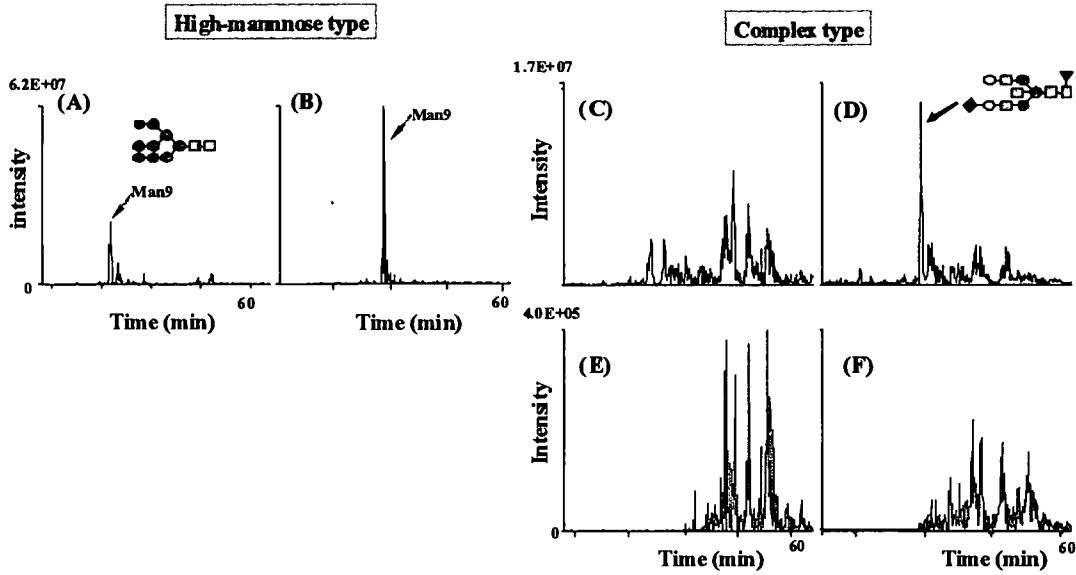 High-mannnose type
Complex type
6.2E+07
(A)
(B)
Man9
Man9
intensity
0
60
60
Time (min)
Time (min)
1.7E+07
(C)
(D)
Intensity
4.0E+05
(E)
(F)
Intensity
0
60
60
Time (min)
Time (min)